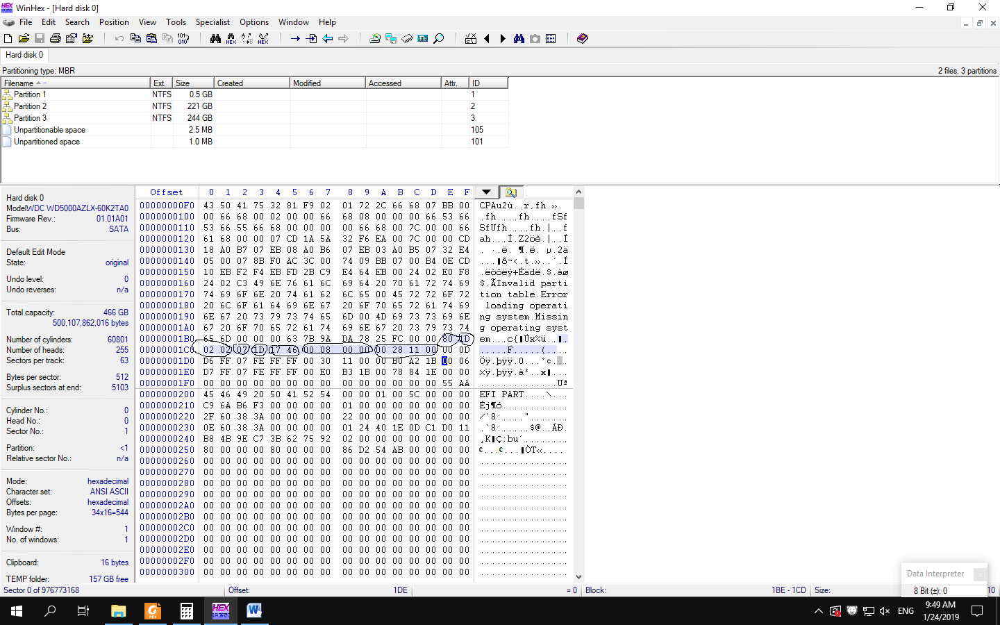 WinHex - [Hard disk 0]
File Edit Search Position View Tools Specialist Options Window Help
Hard disk 0
Partitioning type: MBR 2 files, 3 partitions
Filename Ext. Size Created Modified Accessed Attr. ID
Partition 1 NTFS 0.5 GB 1
Partition 2 NTFS 221 GB 2
Partition 3 NTFS 244 GB 3
Unpartitionable space 2.5 MB 105
Unpartitioned space 1.0 MB 101
Hard disk 0
Model WDC WD5000AZLX-60K2TA0
Firmware Rev.: 01.01A01
Bus: SATA
Default Edit Mode
State: original
Undo level: 0
Undo reverses: n/a
Total capacity: 466 GB
500,107,862,016 bytes
Number of cylinders: 60801
Number of heads: 255
Sectors per track: 63
Bytes per sector: 512
Surplus sectors at end: 5103
Cylinder No.: 0
Head No.: 0
Sector No.: 1
Partition: <1
Relative sector No.: n/a
Mode: hexadecimal
Character set: ANSI ASCII
Offsets: hexadecimal
Bytes per page: 34x16=544
Window #: 1
No. of windows: 1
Clipboard: 16 bytes
TEMP folder: 157 GB free
Offset 0 1 2 3 4 5 6 7 8 9 A B C D E F
00000000F0 43 50 41 75 32 81 F9 02 01 72 2C 66 68 07 BB 00 CPAu2ù..r,fh.».
0000000100 00 66 68 00 02 00 00 66 68 08 00 00 00 66 53 66 .fh....fh....fSf
0000000110 53 66 55 66 68 00 00 00 00 66 68 00 7C 00 00 66 SfUfh....fh.|..f
0000000120 61 68 00 00 07 CD 1A 5A 32 F6 EA 00 7C 00 00 CD ah...Í.Z2öê.|..Í
0000000130 18 A0 B7 07 EB 08 A0 B6 07 EB 03 A0 B5 07 32 E4 . ·.ë. ¶.ë. µ.2ä
0000000140 05 00 07 8B F0 AC 3C 00 74 09 BB 07 00 B4 0E CD ...ð¬<.t.»..´.Í
0000000150 10 EB F2 F4 EB FD 2B C9 E4 64 EB 00 24 02 E0 F8 .ëòôëý+Éädë.$.àø
0000000160 24 02 C3 49 6E 76 61 6C 69 64 20 70 61 72 74 69 $.ÃInvalid parti
0000000170 74 69 6F 6E 20 74 61 62 6C 65 00 45 72 72 6F 72 tion table.Error
0000000180 20 6C 6F 61 64 69 6E 67 20 6F 70 65 72 61 74 69 loading operati
0000000190 6E 67 20 73 79 73 74 65 6D 00 4D 69 73 73 69 6E ng system.Missin
00000001A0 67 20 6F 70 65 72 61 74 69 6E 67 20 73 79 73 74 g operating syst
00000001B0 65 6D 00 00 00 63 7B 9A DA 78 25 FC 00 00 80 1D em...c{Úx%ü...
00000001C0 02 02 07 1D 17 46 00 08 00 00 00 28 11 00 00 0D .....F.....(....
00000001D0 D6 FF 07 FE FF FF 00 30 11 00 00 B0 A2 1B 0 06 Öÿ.þÿÿ.0...°¢...
00000001E0 D7 FF 07 FE FF FF 00 E0 B3 1B 00 78 84 1E 00 00 ×ÿ.þÿÿ.à³..x...
00000001F0 00 00 00 00 00 00 00 00 00 00 00 00 00 00 55 AA ..............Uª
0000000200 45 46 49 20 50 41 52 54 00 00 01 00 5C 00 00 00 EFI PART....\...
0000000210 C9 6A B6 F3 00 00 00 00 01 00 00 00 00 00 00 00 Éj¶ó............
0000000220 2F 60 38 3A 00 00 00 00 22 00 00 00 00 00 00 00 /`8:....".......
0000000230 0E 60 38 3A 00 00 00 00 01 24 40 1E 0D C1 D0 11 .`8:.....$@..ÁÐ.
0000000240 B8 4B 9E C7 3B 62 75 92 02 00 00 00 00 00 00 00 ¸KÇ;bu´........
0000000250 80 00 00 00 80 00 00 00 86 D2 54 AB 00 00 00 00 €...€...ÒT«....
0000000260 00 00 00 00 00 00 00 00 00 00 00 00 00 00 00 00 ................
0000000270 00 00 00 00 00 00 00 00 00 00 00 00 00 00 00 00 ................
0000000280 00 00 00 00 00 00 00 00 00 00 00 00 00 00 00 00 ................
0000000290 00 00 00 00 00 00 00 00 00 00 00 00 00 00 00 00 ................
00000002A0 00 00 00 00 00 00 00 00 00 00 00 00 00 00 00 00 ................
00000002B0 00 00 00 00 00 00 00 00 00 00 00 00 00 00 00 00 ................
00000002C0 00 00 00 00 00 00 00 00 00 00 00 00 00 00 00 00 ................
00000002D0 00 00 00 00 00 00 00 00 00 00 00 00 00 00 00 00 ................
00000002E0 00 00 00 00 00 00 00 00 00 00 00 00 00 00 00 00 ................
00000002F0 00 00 00 00 00 00 00 00 00 00 00 00 00 00 00 00 ................
0000000300 00 00 00 00 00 00 00 00 00 00 00 00 00 00 00 00 ................
Data Interpreter
8 Bit (±): 0
Sector 0 of 976773168 Offset: 1DE = 0 Block: 1BE - 1CD Size: 10
ENG 9:49 AM
1/24/2019